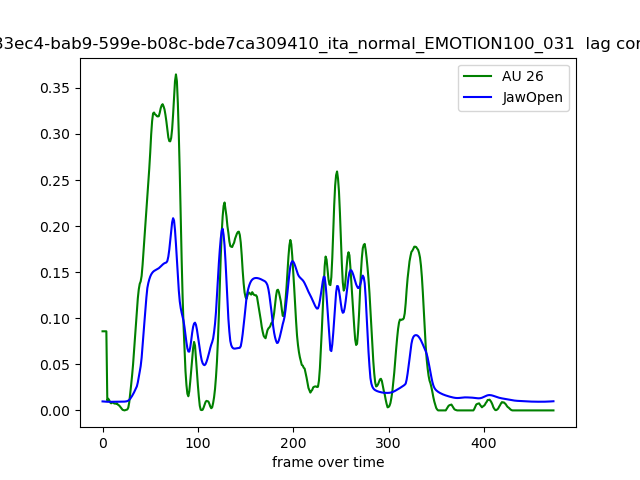 33ec4-bab9-599e-b08c-bde7ca309410_ita_normal_EMOTION100_031 lag cor
AU 26
JawOpen
0.35
0.30
0.25
0.20
0.15
0.10
0.05
0.00
0 100 200 300 400
frame over time